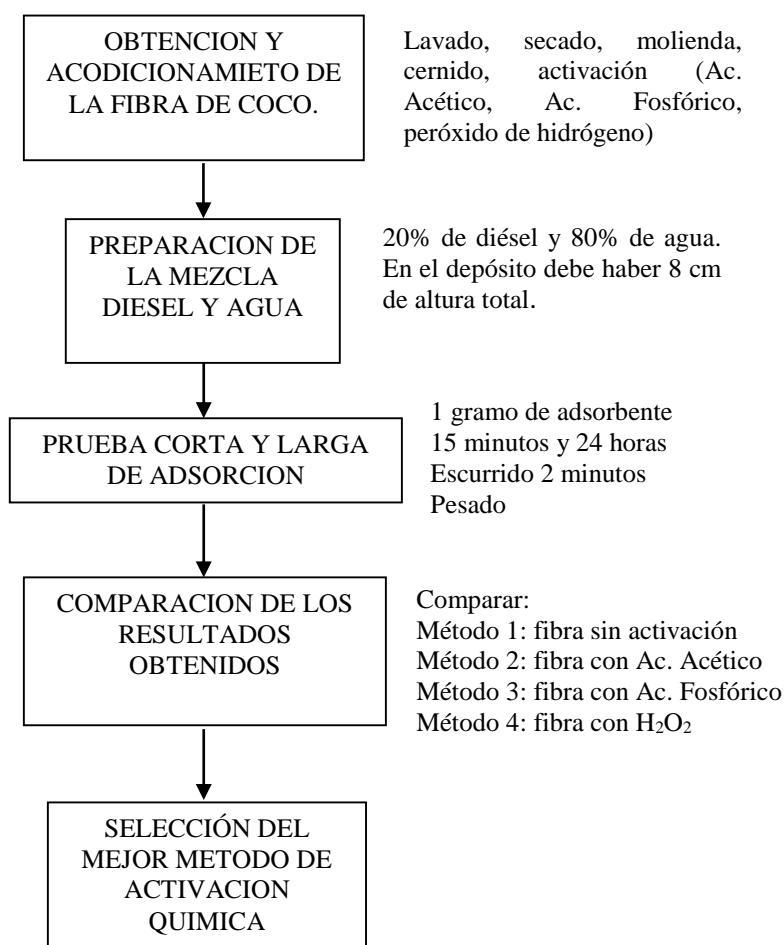 OBTENCION Y
ACODICIONAMIETO DE
LA FIBRA DE COCO.
Lavado, secado, molienda,
cernido, activación (Ac.
Acético, Ac. Fosfórico,
peróxido de hidrógeno)
PREPARACION DE
LA MEZCLA
DIESEL Y AGUA
20% de diésel y 80% de agua.
En el depósito debe haber 8 cm
de altura total.
PRUEBA CORTA Y LARGA
DE ADSORCION
1 gramo de adsorbente
15 minutos y 24 horas
Escurrido 2 minutos
Pesado
COMPARACION DE LOS
RESULTADOS
OBTENIDOS
Comparar:
Método 1: fibra sin activación
Método 2: fibra con Ac. Acético
Método 3: fibra con Ac. Fosfórico
Método 4: fibra con H₂O₂
SELECCIÓN DEL
MEJOR METODO DE
ACTIVACION
QUIMICA